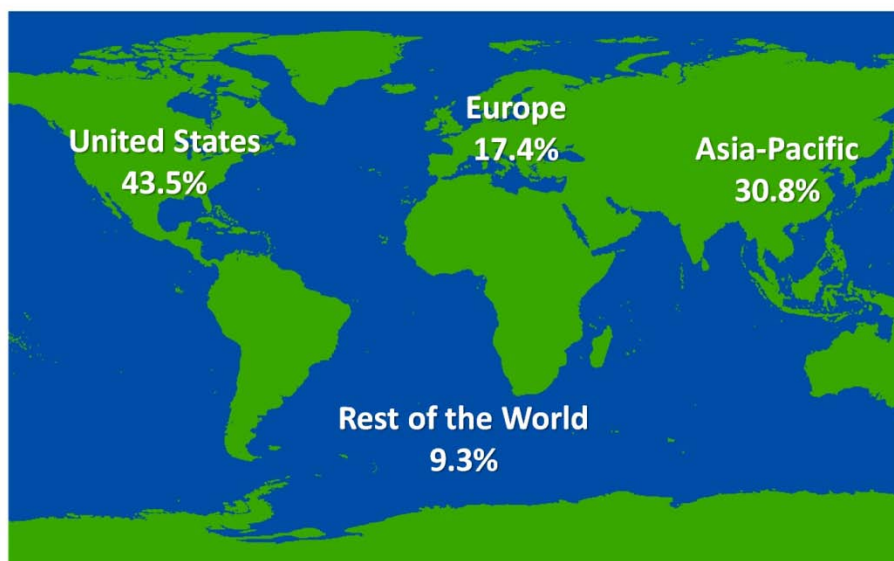 United States
43.5%
Europe
17.4%
Asia-Pacific
30.8%
Rest of the World
9.3%